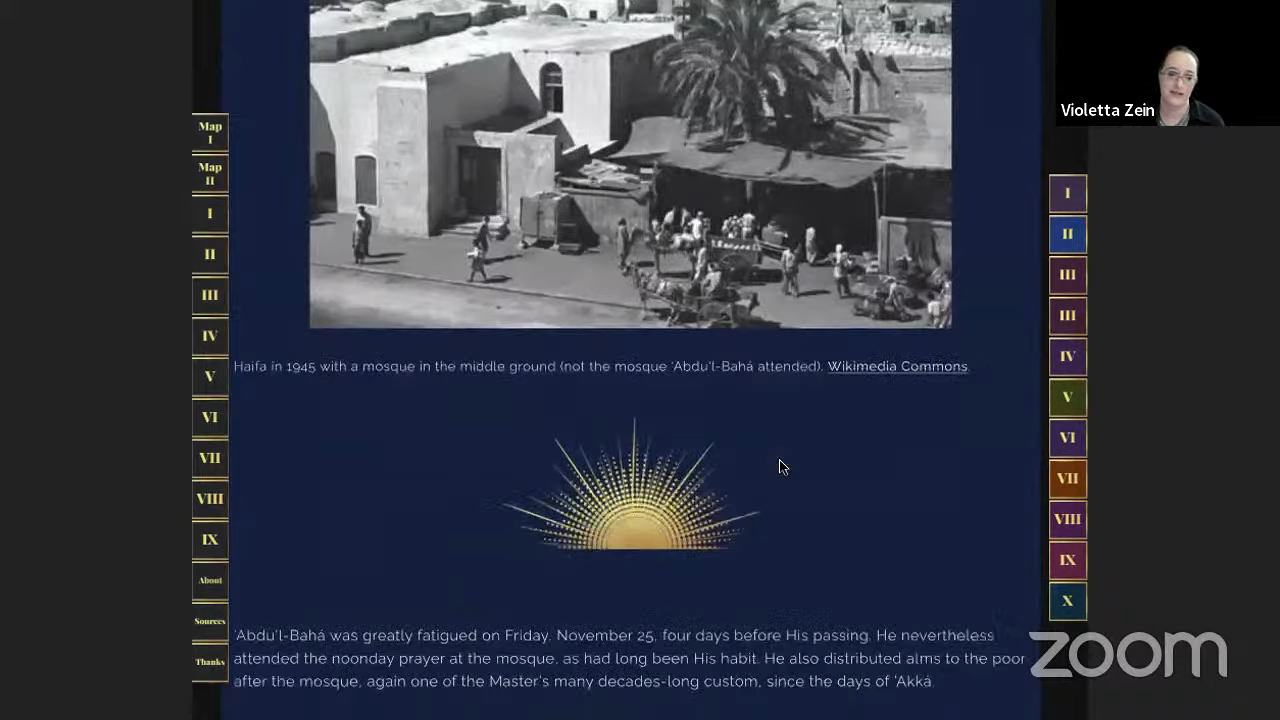 Violetta Zein
Map
I
Map
II
I
II
III
IV
V
VI
VII
VIII
IX
About
Sources
Thanks
Haifa in 1945 with a mosque in the middle ground (not the mosque 'Abdu'l-Bahá attended). Wikimedia Commons.
'Abdu'l-Bahá was greatly fatigued on Friday, November 25, four days before His passing. He nevertheless
attended the noonday prayer at the mosque, as had long been His habit. He also distributed alms to the poor
after the mosque, again one of the Master's many decades-long custom, since the days of 'Akká.
I
II
III
III
IV
V
VI
VII
VIII
IX
X
zoom